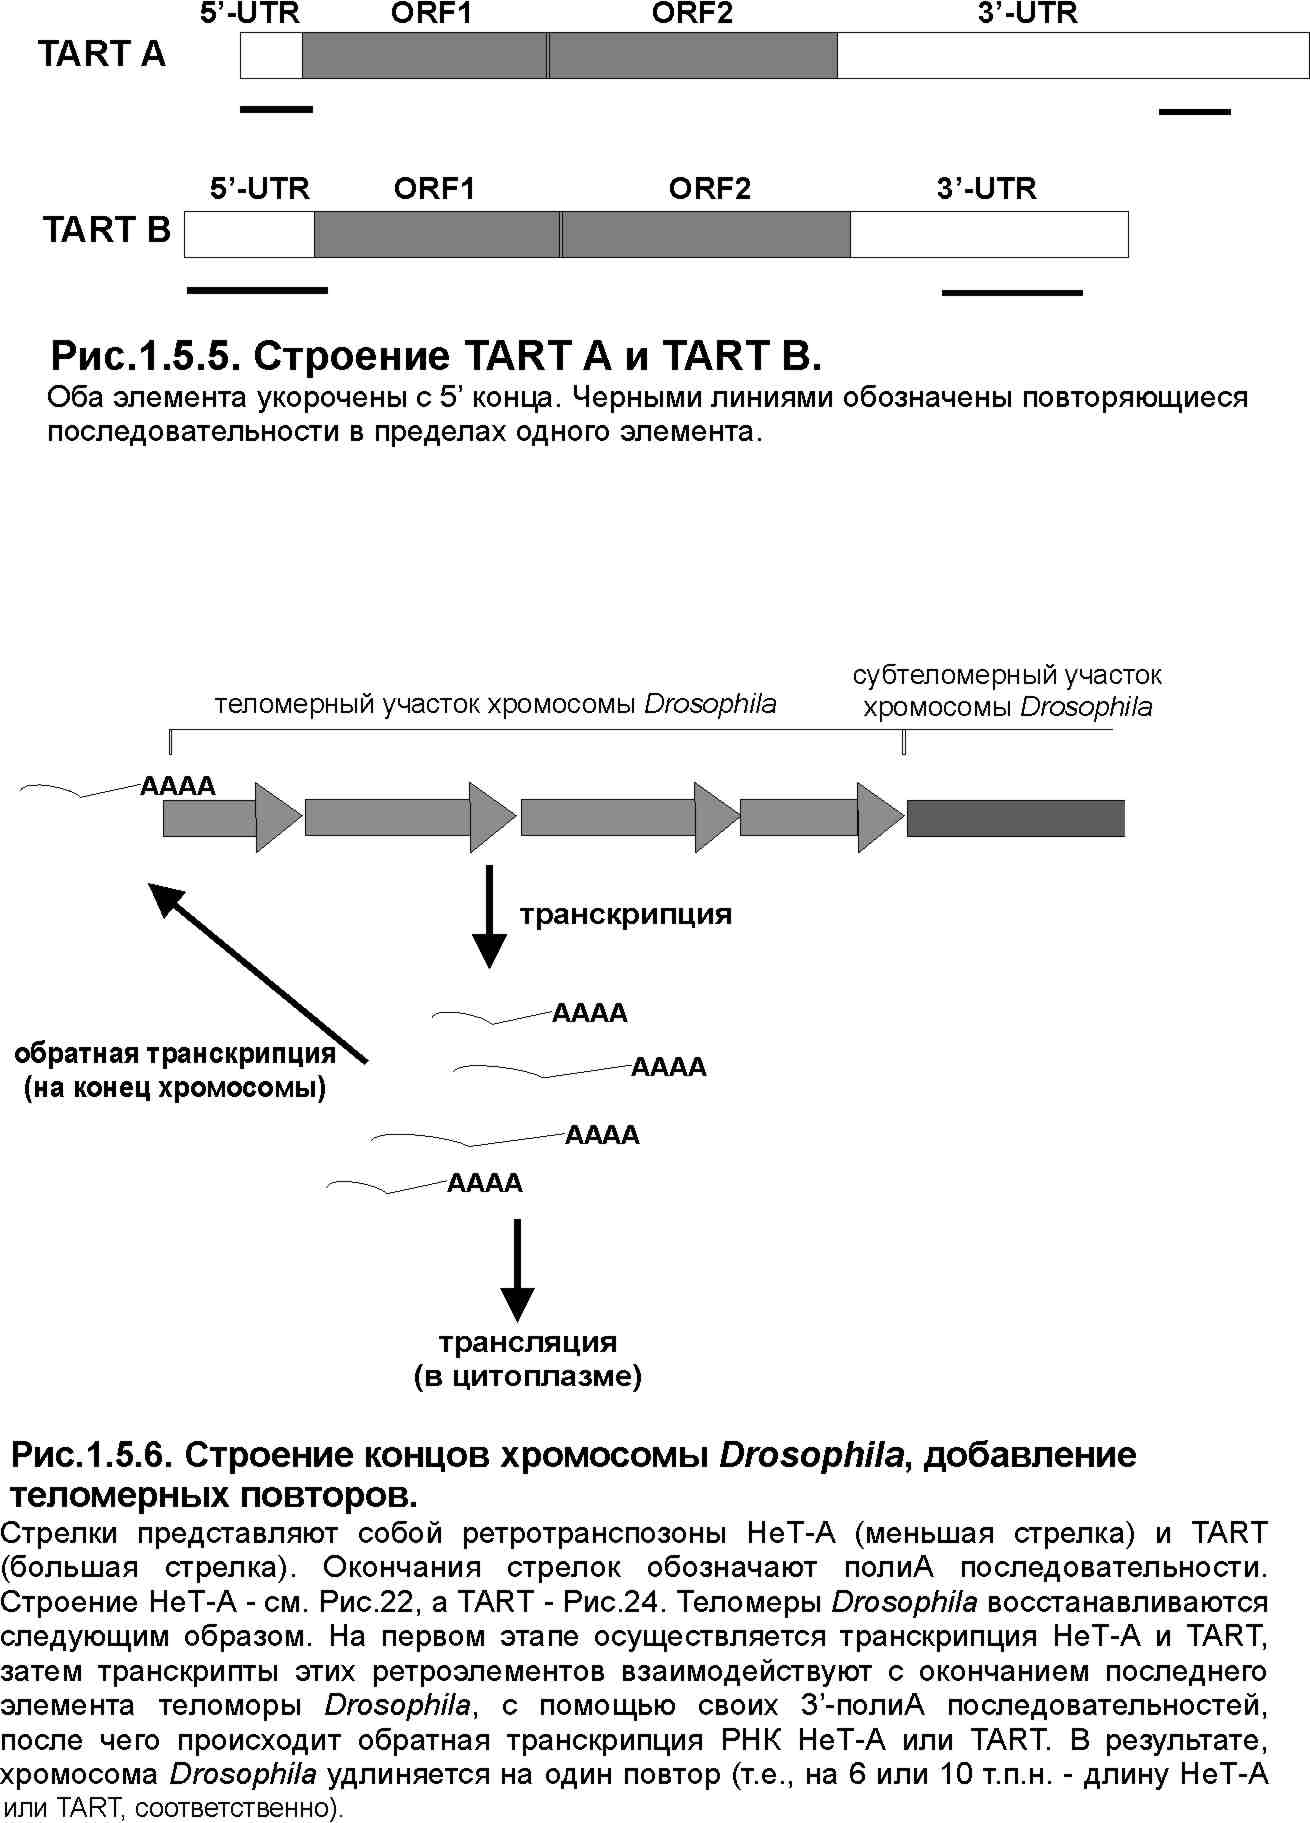 5’-UTR ORF1 ORF2 3’-UTR
TART A
5’-UTR ORF1 ORF2 3’-UTR
TART B
Рис.1.5.5. Строение TART A и TART B.
Оба элемента укорочены с 5’ конца. Черными линиями обозначены повторяющиеся
последовательности в пределах одного элемента.
субтеломерный участок
теломерный участок хромосомы Drosophila
хромосомы Drosophila
AAAA
транскрипция
AAAA
обратная транскрипция
(на конец хромосомы)
AAAA
AAAA
AAAA
трансляция
(в цитоплазме)
Рис.1.5.6. Строение концов хромосомы Drosophila, добавление
теломерных повторов.
Стрелки представляют собой ретротранспозоны HeT-A (меньшая стрелка) и TART
(большая стрелка). Окончания стрелок обозначают полиА последовательности.
Строение HeT-A - см. Рис.22, а TART - Рис.24. Теломеры Drosophila восстанавливаются
следующим образом. На первом этапе осуществляется транскрипция HeT-A и TART,
затем транскрипты этих ретроэлементов взаимодействуют с окончанием последнего
элемента теломоры Drosophila, с помощью своих 3’-полиА последовательностей,
после чего происходит обратная транскрипция РНК HeT-A или TART. В результате,
хромосома Drosophila удлиняется на один повтор (т.е., на 6 или 10 т.п.н. - длину HeT-A
или TART, соответственно).